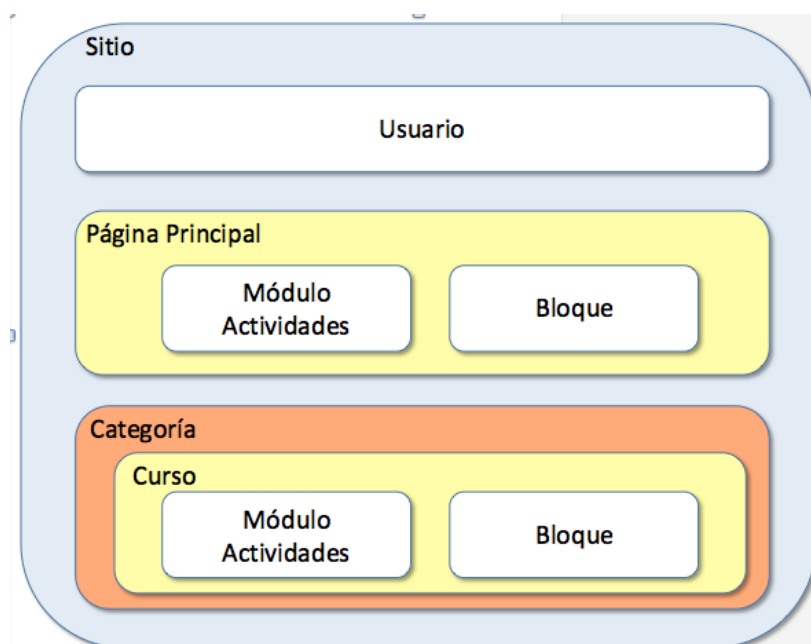 Sitio
Usuario
Página Principal
Módulo
Actividades
Bloque
Categoría
Curso
Módulo
Actividades
Bloque